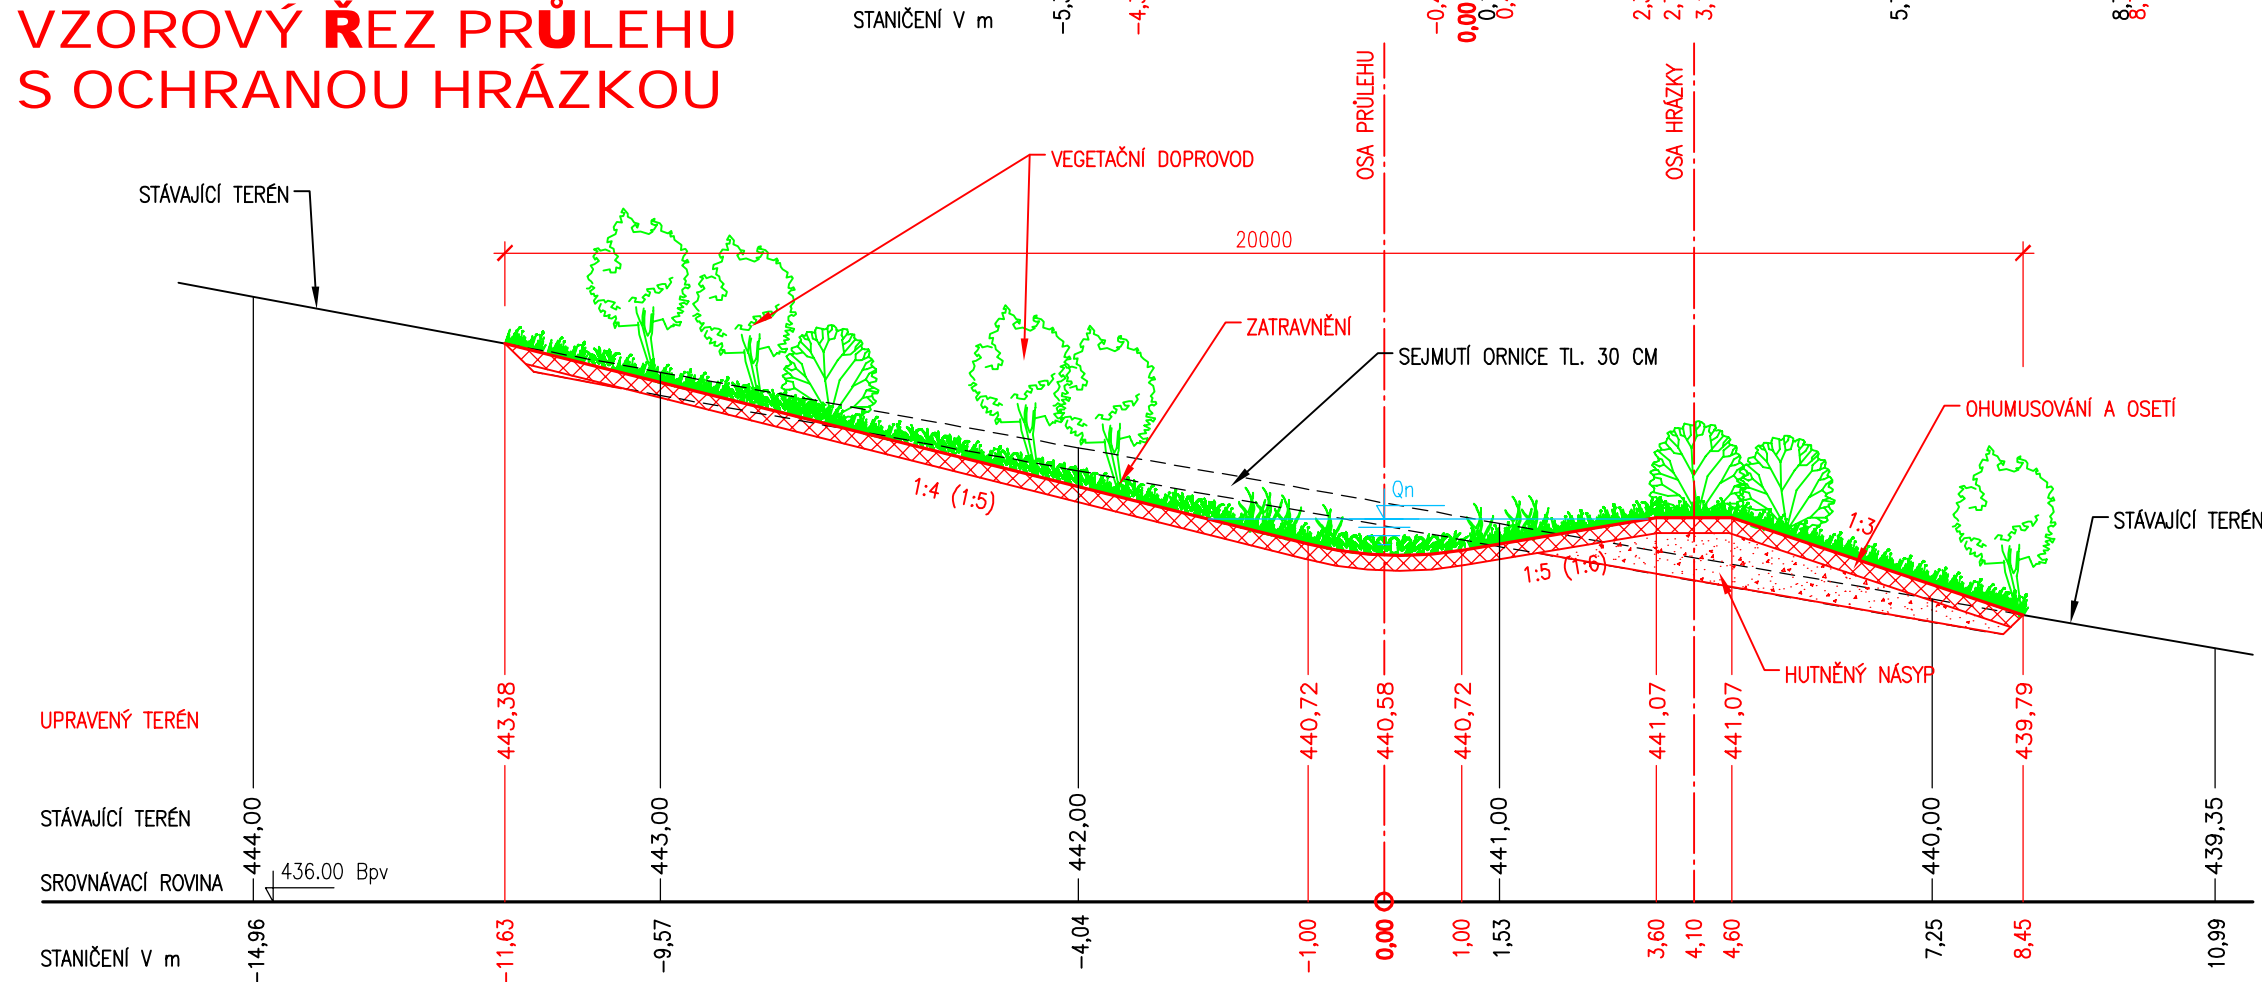 VZOROVÝ ŘEZ PRŮLEHU
S OCHRANOU HRÁZKOU
STANIČENÍ V m
0,00
OSA PRŮLEHU
OSA HRÁZKY
VEGETAČNÍ DOPROVOD
STÁVAJÍCÍ TERÉN
20000
ZATRAVNĚNÍ
SEJMUTÍ ORNICE TL. 30 CM
OHUMUSOVÁNÍ A OSETÍ
Qn
1:4 (1:5)
1:3
STÁVAJÍCÍ TERÉN
1:5 (1:6)
HUTNĚNÝ NÁSYP
UPRAVENÝ TERÉN
443,38
440,72
440,58
440,72
441,07
441,07
439,79
STÁVAJÍCÍ TERÉN
444,00
443,00
442,00
441,00
440,00
439,35
SROVNÁVACÍ ROVINA
436.00 Bpv
STANIČENÍ V m
-14,96
-11,63
-9,57
-4,04
-1,00
0,00
1,00
1,53
3,60
4,10
4,60
7,25
8,45
10,99